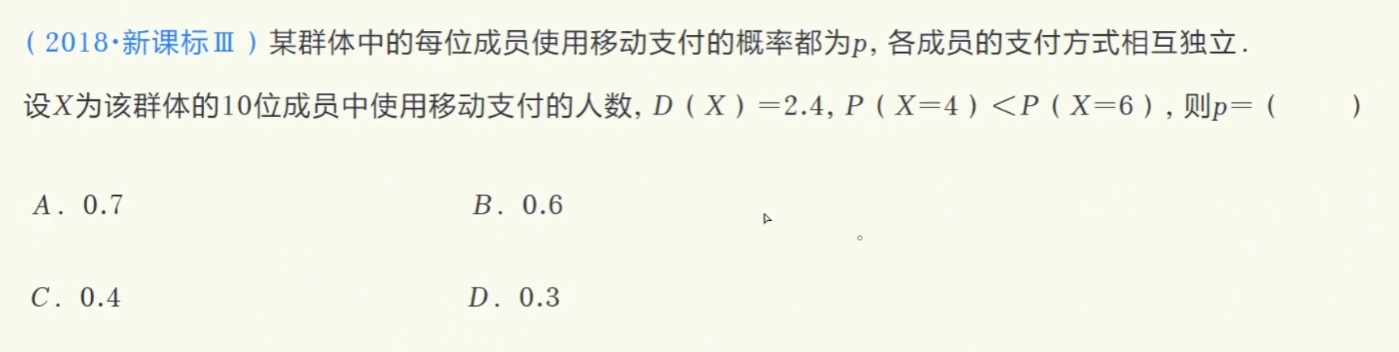 （2018·新课标Ⅲ）某群体中的每位成员使用移动支付的概率都为p, 各成员的支付方式相互独立.
设X为该群体的10位成员中使用移动支付的人数, D（X）=2.4, P（X=4）<P（X=6）, 则p=（　　）
A. 0.7　B. 0.6
C. 0.4　D. 0.3